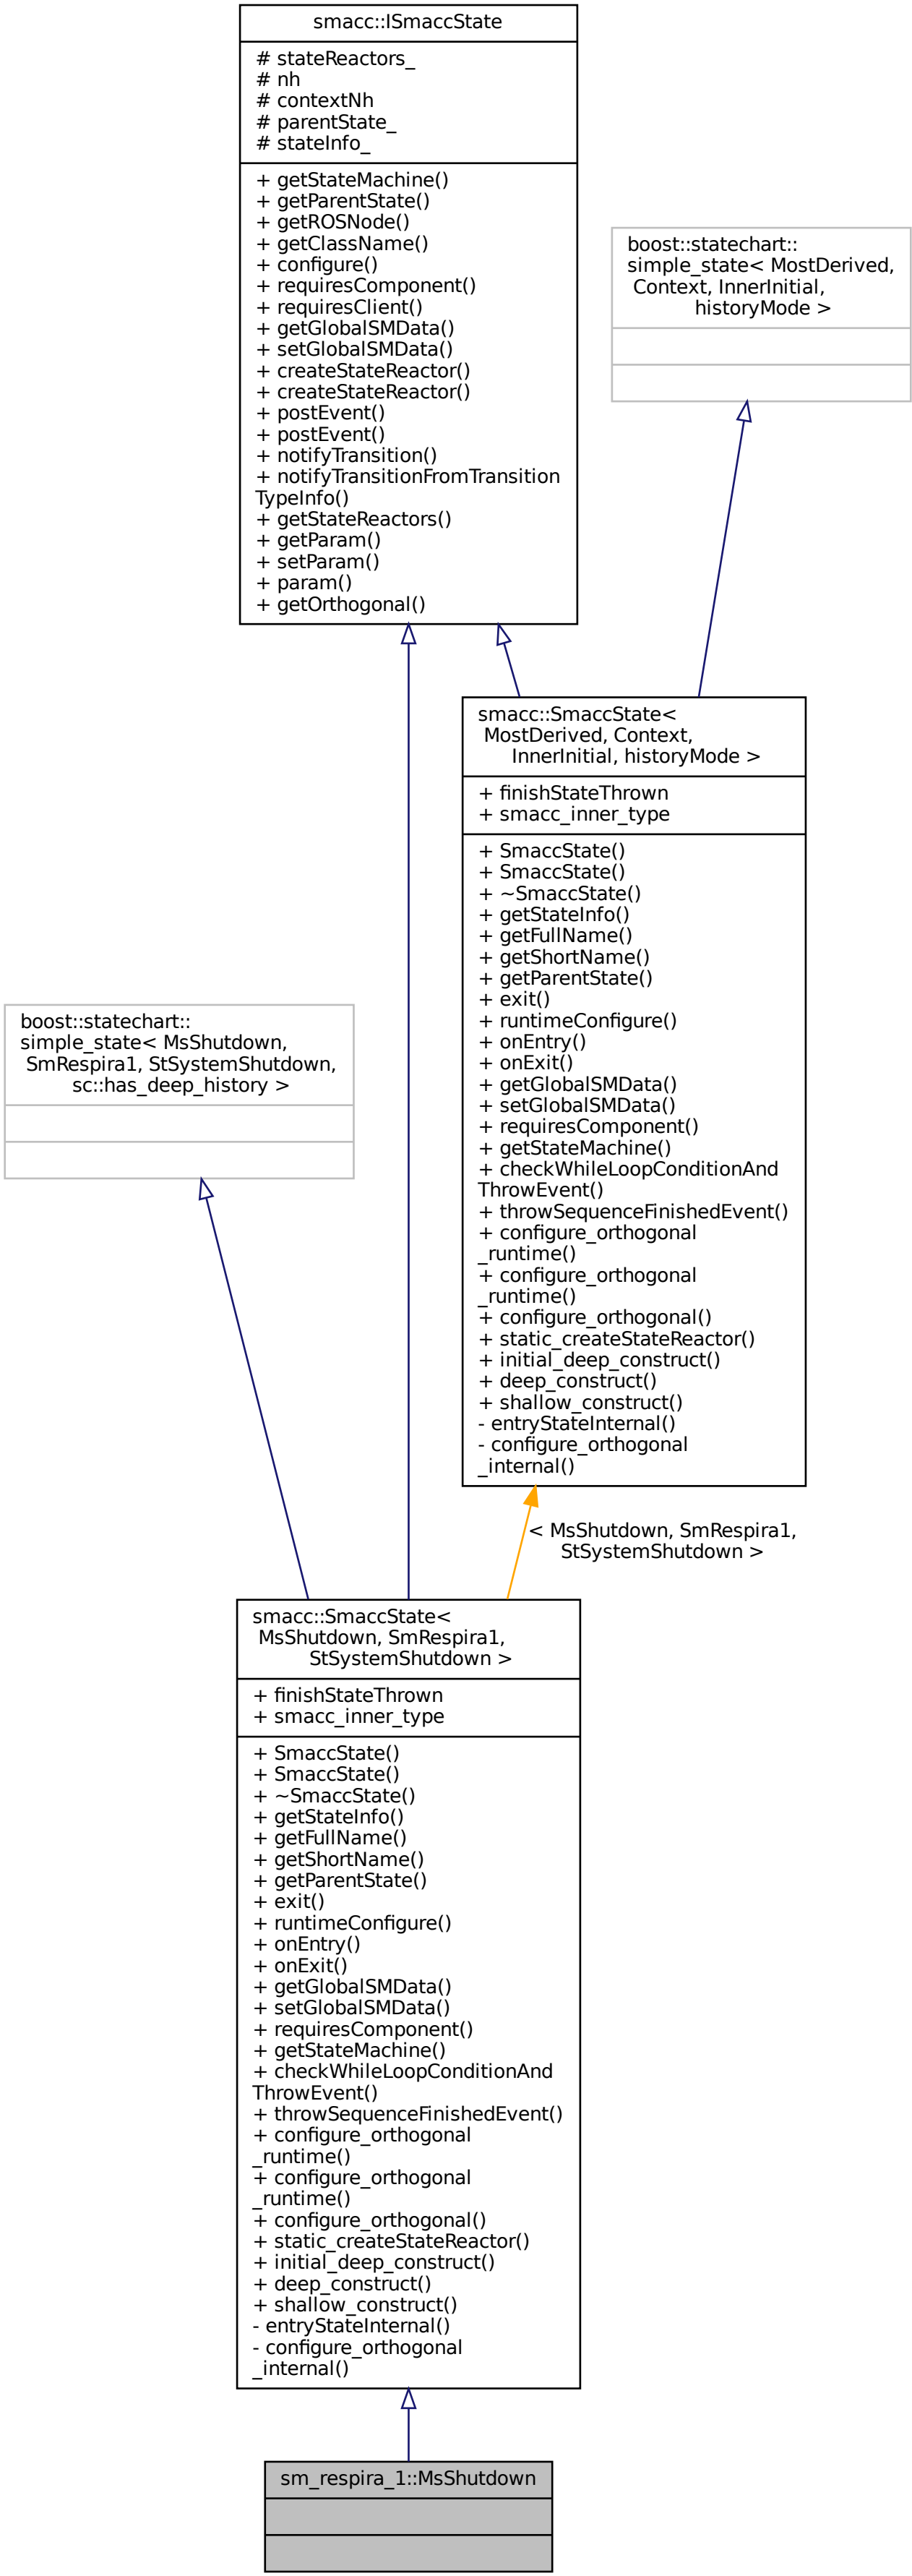 smacc::ISmaccState
# stateReactors_
# nh
# contextNh
# parentState_
# stateInfo_
+ getStateMachine()
+ getParentState()
+ getROSNode()
+ getClassName()
+ configure()
+ requiresComponent()
+ requiresClient()
+ getGlobalSMData()
+ setGlobalSMData()
+ createStateReactor()
+ createStateReactor()
+ postEvent()
+ postEvent()
+ notifyTransition()
+ notifyTransitionFromTransition
TypeInfo()
+ getStateReactors()
+ getParam()
+ setParam()
+ param()
+ getOrthogonal()
boost::statechart::
simple_state< MostDerived,
Context, InnerInitial,
historyMode >
smacc::SmaccState<
MostDerived, Context,
InnerInitial, historyMode >
+ finishStateThrown
+ smacc_inner_type
+ SmaccState()
+ SmaccState()
+ ~SmaccState()
+ getStateInfo()
+ getFullName()
+ getShortName()
+ getParentState()
+ exit()
+ runtimeConfigure()
+ onEntry()
+ onExit()
+ getGlobalSMData()
+ setGlobalSMData()
+ requiresComponent()
+ getStateMachine()
+ checkWhileLoopConditionAnd
ThrowEvent()
+ throwSequenceFinishedEvent()
+ configure_orthogonal
_runtime()
+ configure_orthogonal
_runtime()
+ configure_orthogonal()
+ static_createStateReactor()
+ initial_deep_construct()
+ deep_construct()
+ shallow_construct()
- entryStateInternal()
- configure_orthogonal
_internal()
boost::statechart::
simple_state< MsShutdown,
SmRespira1, StSystemShutdown,
sc::has_deep_history >
< MsShutdown, SmRespira1,
StSystemShutdown >
smacc::SmaccState<
MsShutdown, SmRespira1,
StSystemShutdown >
+ finishStateThrown
+ smacc_inner_type
+ SmaccState()
+ SmaccState()
+ ~SmaccState()
+ getStateInfo()
+ getFullName()
+ getShortName()
+ getParentState()
+ exit()
+ runtimeConfigure()
+ onEntry()
+ onExit()
+ getGlobalSMData()
+ setGlobalSMData()
+ requiresComponent()
+ getStateMachine()
+ checkWhileLoopConditionAnd
ThrowEvent()
+ throwSequenceFinishedEvent()
+ configure_orthogonal
_runtime()
+ configure_orthogonal
_runtime()
+ configure_orthogonal()
+ static_createStateReactor()
+ initial_deep_construct()
+ deep_construct()
+ shallow_construct()
- entryStateInternal()
- configure_orthogonal
_internal()
sm_respira_1::MsShutdown